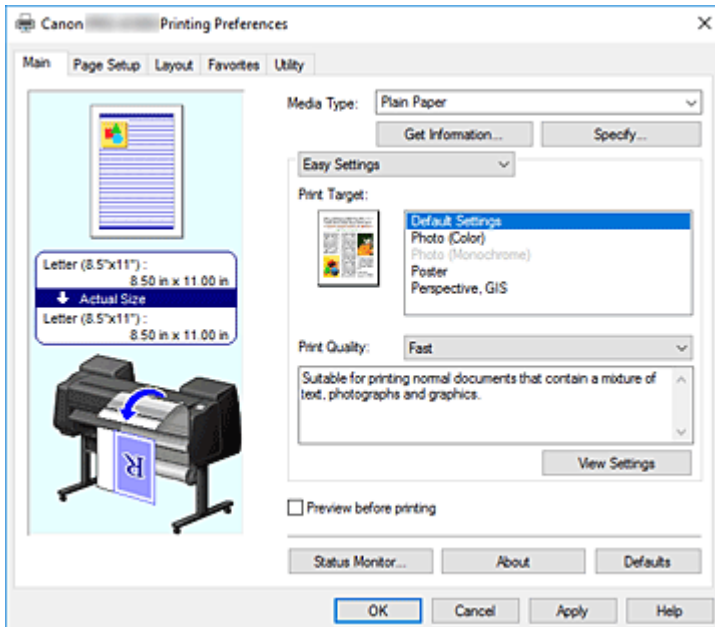 Canon Printing Preferences
Main Page Setup Layout Favorites Utility
Media Type: Plain Paper
Get Information... Specify...
Easy Settings
Print Target:
Default Settings
Photo (Color)
Photo (Monochrome)
Poster
Perspective, GIS
Letter (8.5"x11") :
8.50 in x 11.00 in
Actual Size
Letter (8.5"x11") :
8.50 in x 11.00 in
R
Print Quality: Fast
Suitable for printing normal documents that contain a mixture of
text, photographs and graphics.
View Settings
Preview before printing
Status Monitor... About Defaults
OK Cancel Apply Help